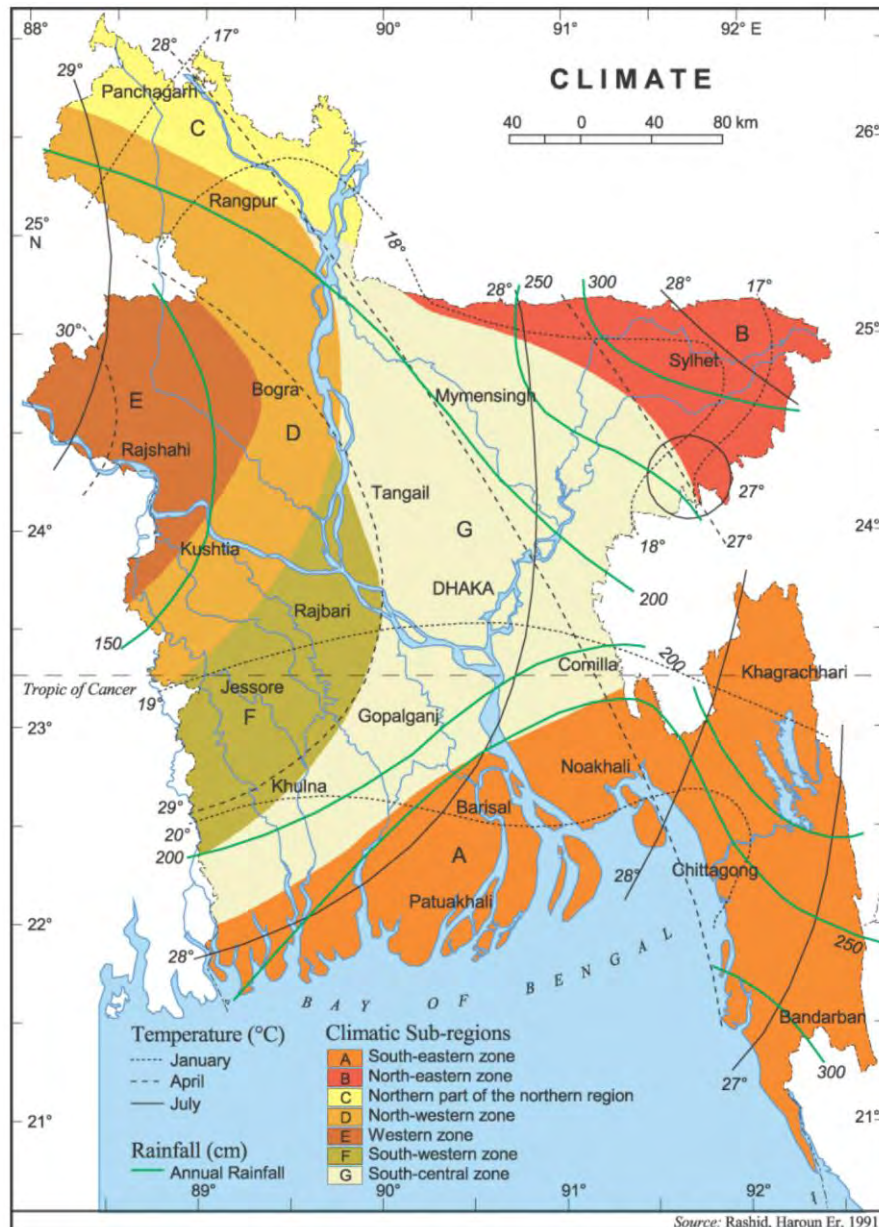 88°
90°
91°
92° E
CLIMATE
40 0 40 80 km
28°
17°
29°
Panchagarh
C
26°
26°
Rangpur
25°
N
18°
28°
250
300
28°
17°
25°
B
Sylhet
30°
Bogra
Mymensingh
E
D
Rajshahi
Tangail
27°
24°
24°
G
18°
27°
Kushtia
DHAKA
200
Rajbari
150
Comilla
200
Khagrachhari
Tropic of Cancer
19°
Jessore
F
Gopalganj
23°
23°
Noakhali
Khulna
29°
Barisal
20°
200
A
Chittagong
28°
Patuakhali
22°
22°
28°
250
BAY OF BENGAL
Bandarban
Temperature (°C)
January
April
July
Rainfall (cm)
Annual Rainfall
Climatic Sub-regions
A South-eastern zone
B North-eastern zone
C Northern part of the northern region
D North-western zone
E Western zone
F South-western zone
G South-central zone
27°
300
21°
21°
89°
90°
91°
92°
Source: Rashid, Haroun Er, 1991